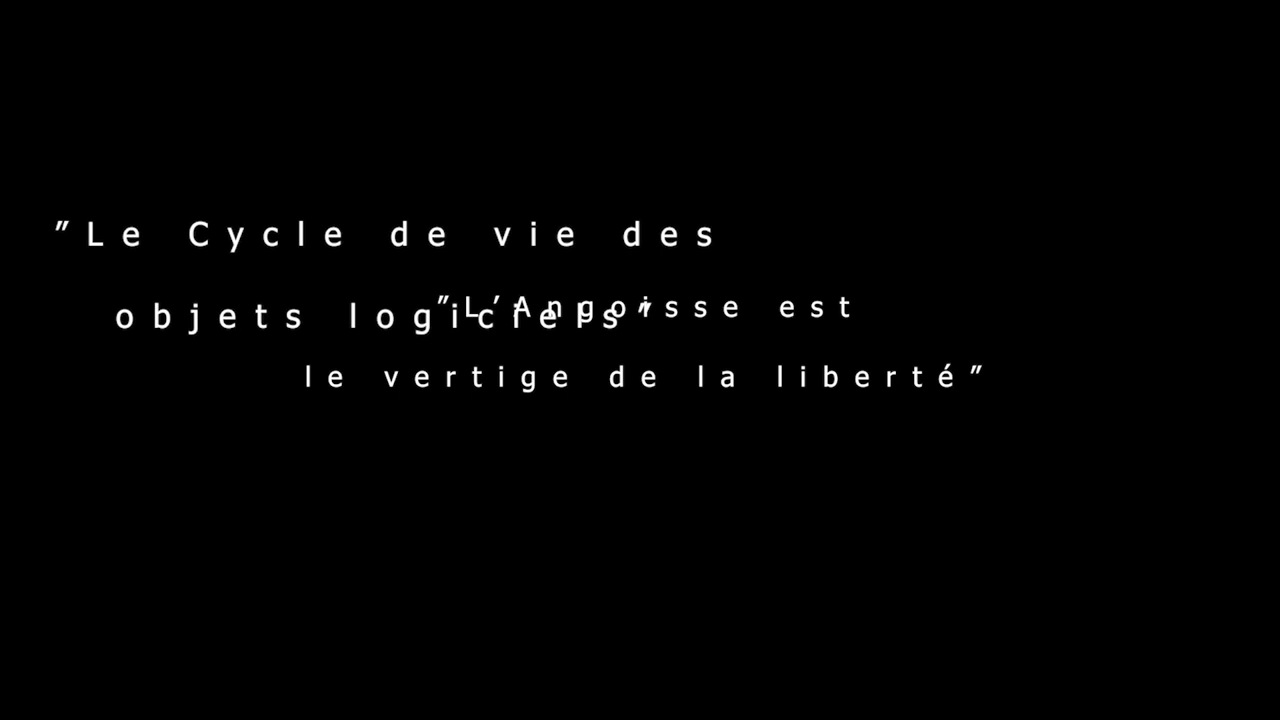 ”Le Cycle de vie des
objets logiciels”
”L’Angoisse est
le vertige de la liberté”